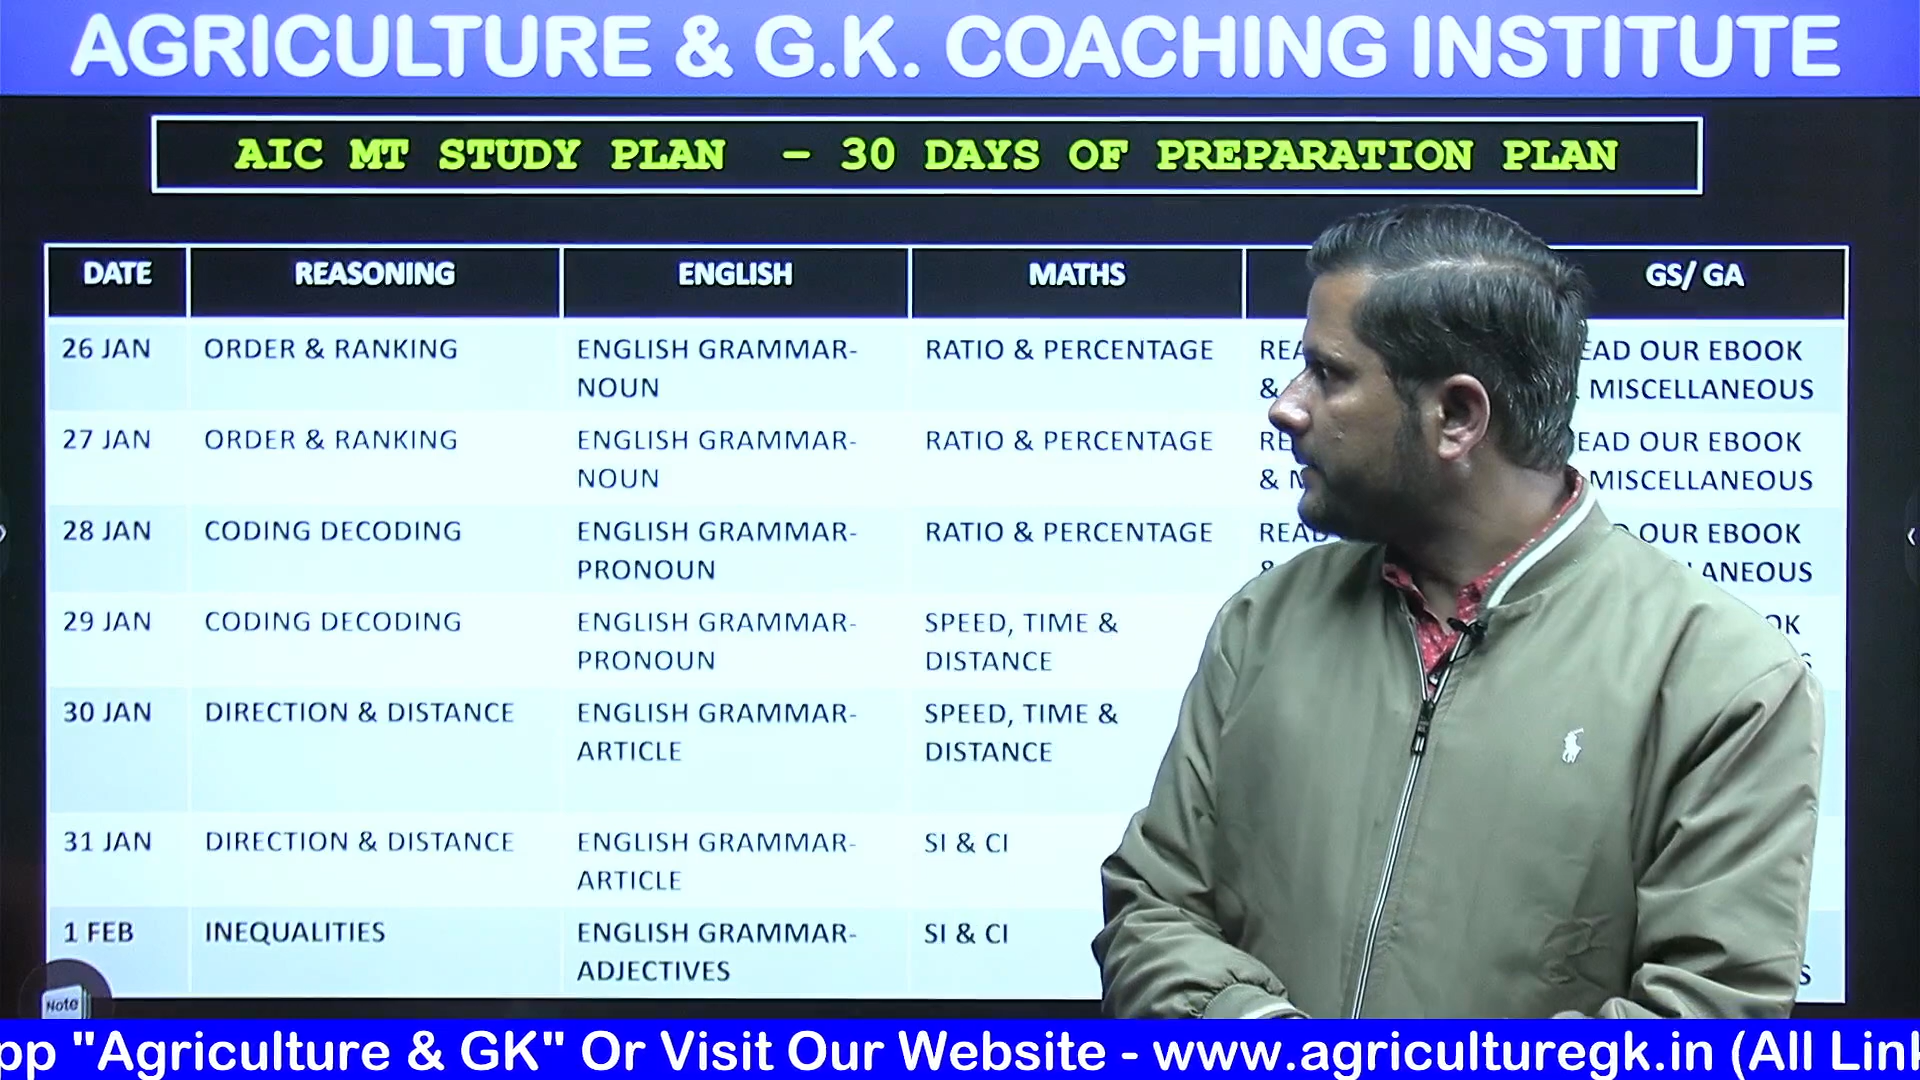 AGRICULTURE & G.K. COACHING INSTITUTE
AIC MT STUDY PLAN - 30 DAYS OF PREPARATION PLAN
DATE REASONING ENGLISH MATHS GS/ GA
26 JAN ORDER & RANKING ENGLISH GRAMMAR- RATIO & PERCENTAGE OUR EBOOK
NOUN & MISCELLANEOUS
27 JAN ORDER & RANKING ENGLISH GRAMMAR- RATIO & PERCENTAGE OUR EBOOK
NOUN & MISCELLANEOUS
28 JAN CODING DECODING ENGLISH GRAMMAR- RATIO & PERCENTAGE READ OUR EBOOK
PRONOUN
29 JAN CODING DECODING ENGLISH GRAMMAR- SPEED, TIME &
PRONOUN DISTANCE
30 JAN DIRECTION & DISTANCE ENGLISH GRAMMAR- SPEED, TIME &
ARTICLE DISTANCE
31 JAN DIRECTION & DISTANCE ENGLISH GRAMMAR- SI & CI
ARTICLE
1 FEB INEQUALITIES ENGLISH GRAMMAR- SI & CI
ADJECTIVES
Note
"Agriculture & GK" Or Visit Our Website - www.agriculturegk.in (All